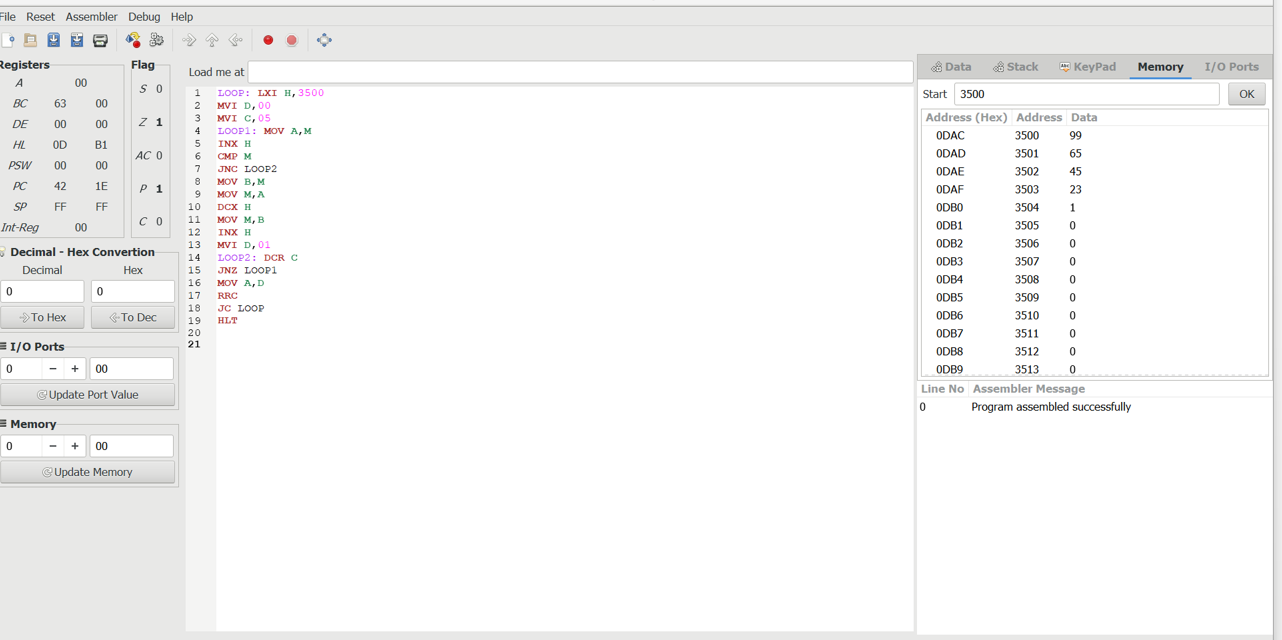 File Reset Assembler Debug Help
Registers
A 00
BC 63 00
DE 00 00
HL 0D B1
PSW 00 00
PC 42 1E
SP FF FF
Int-Reg 00
Flag
S 0
Z 1
AC 0
P 1
C 0
Decimal - Hex Convertion
Decimal Hex
0 0
To Hex To Dec
I/O Ports
0 − + 00
Update Port Value
Memory
0 − + 00
Update Memory
Load me at
1 LOOP: LXI H,3500
2 MVI D,00
3 MVI C,05
4 LOOP1: MOV A,M
5 INX H
6 CMP M
7 JNC LOOP2
8 MOV B,M
9 MOV M,A
10 DCX H
11 MOV M,B
12 INX H
13 MVI D,01
14 LOOP2: DCR C
15 JNZ LOOP1
16 MOV A,D
17 RRC
18 JC LOOP
19 HLT
20
21
Data Stack KeyPad Memory I/O Ports
Start 3500 OK
Address (Hex) Address Data
0DAC 3500 99
0DAD 3501 65
0DAE 3502 45
0DAF 3503 23
0DB0 3504 1
0DB1 3505 0
0DB2 3506 0
0DB3 3507 0
0DB4 3508 0
0DB5 3509 0
0DB6 3510 0
0DB7 3511 0
0DB8 3512 0
0DB9 3513 0
Line No Assembler Message
0 Program assembled successfully